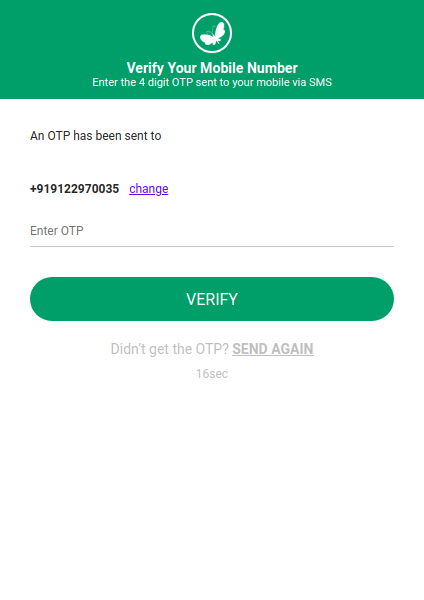 Verify Your Mobile Number
Enter the 4 digit OTP sent to your mobile via SMS
An OTP has been sent to
+919122970035 change
Enter OTP
VERIFY
Didn't get the OTP? SEND AGAIN
16sec